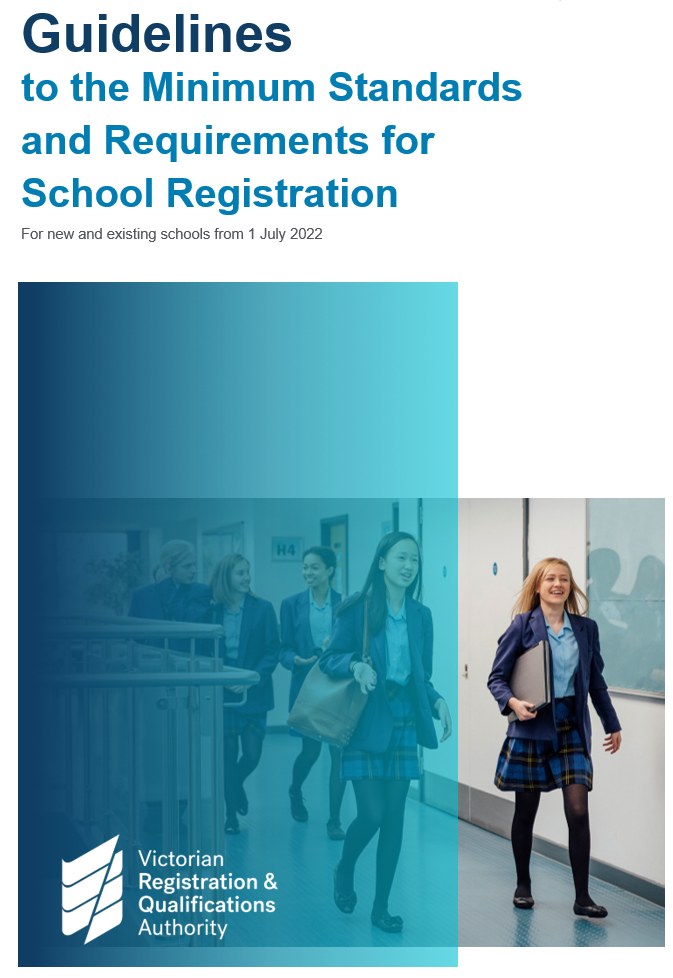 Guidelines
to the Minimum Standards
and Requirements for
School Registration
For new and existing schools from 1 July 2022
H4
Victorian
Registration &
Qualifications
Authority